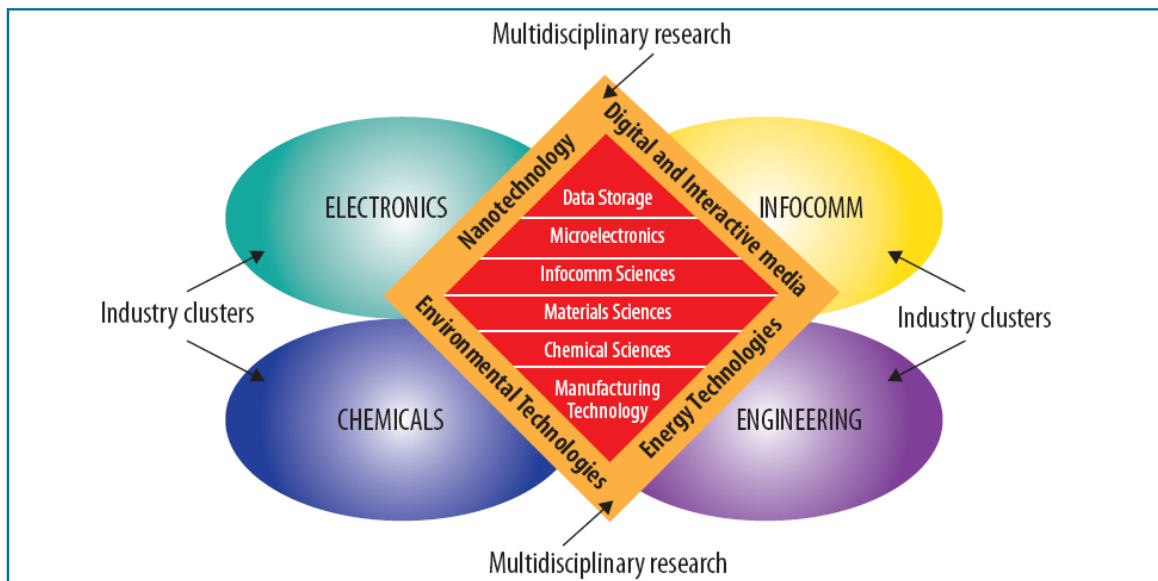 Multidisciplinary research
Nanotechnology
Digital and Interactive media
ELECTRONICS
INFOCOMM
Data Storage
Microelectronics
Infocomm Sciences
Industry clusters
Industry clusters
Materials Sciences
Chemical Sciences
Manufacturing
Technology
Environmental Technologies
Energy Technologies
CHEMICALS
ENGINEERING
Multidisciplinary research